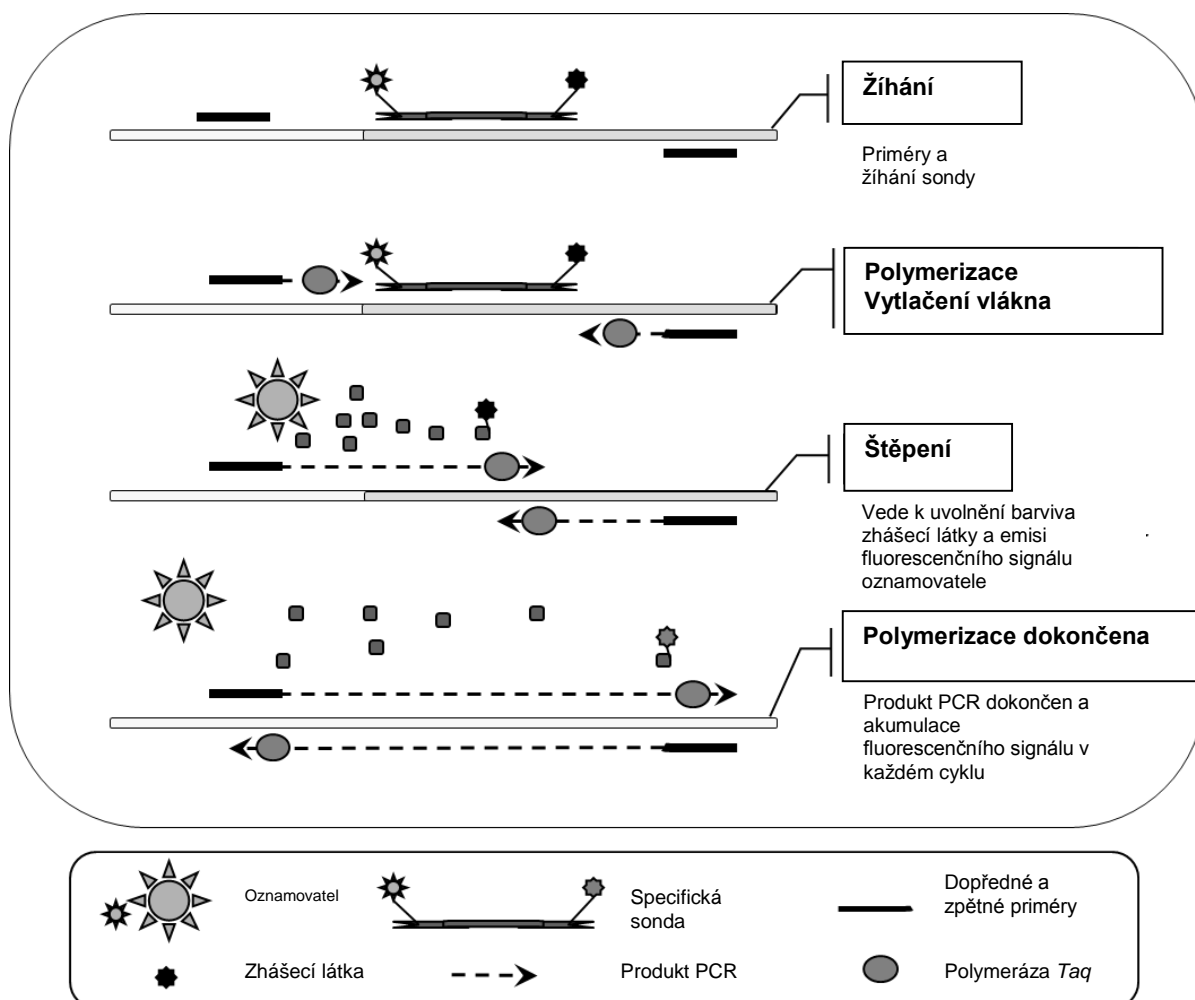 Žíhání
Priméry a
žíhání sondy
Polymerizace
Vytlačení vlákna
Štěpení
Vede k uvolnění barviva
zhášecí látky a emisi
fluorescenčního signálu
oznamovatele
Polymerizace dokončena
Produkt PCR dokončen a
akumulace
fluorescenčního signálu v
každém cyklu
Oznamovatel
Specifická
sonda
Dopředné a
zpětné priméry
Zhášecí látka
Produkt PCR
Polymeráza Taq